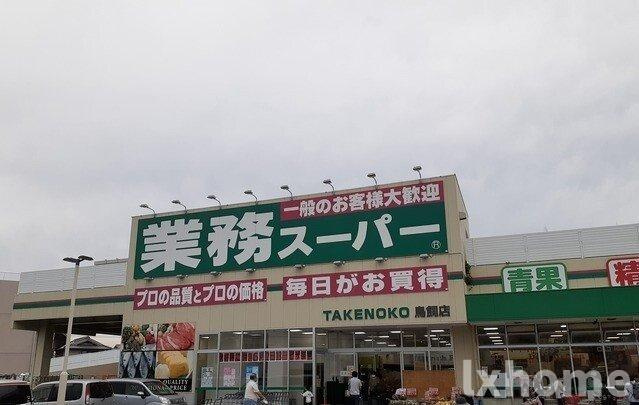 一般のお客様大歓迎
業務スーパー
®
プロの品質とプロの価格
毎日がお買得
TAKENOKO 鳥飼店
青果
精
QUALITY
lxhome